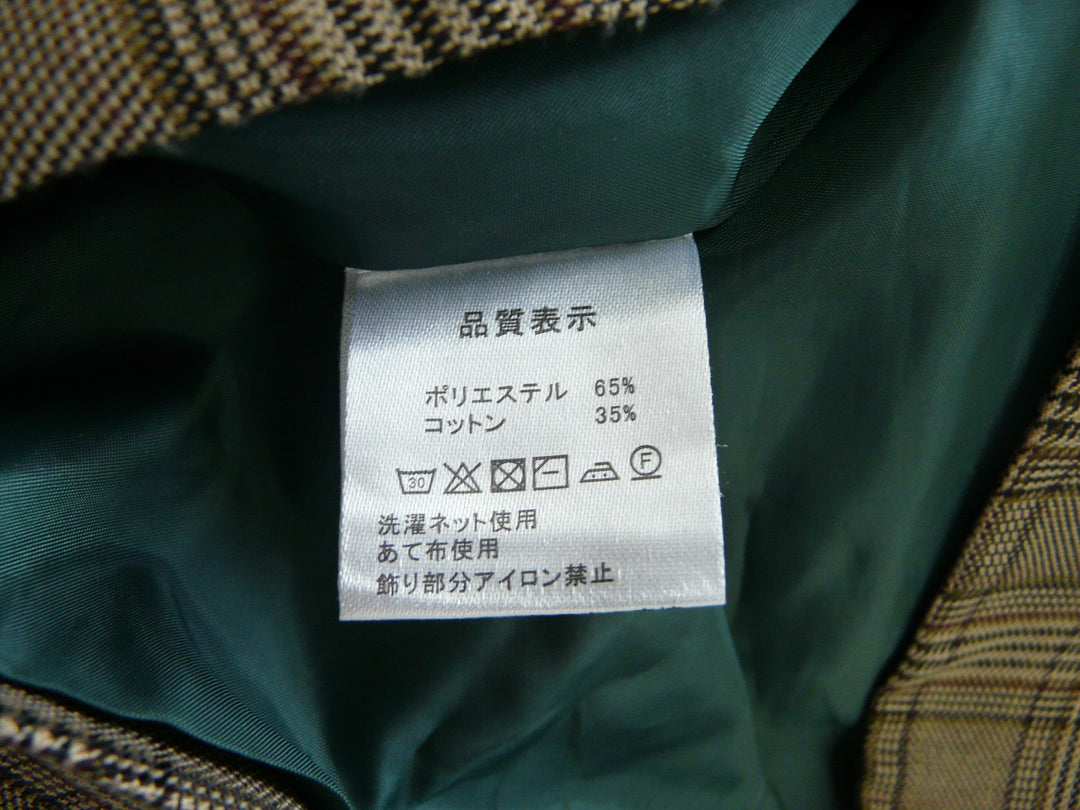 品質表示
ポリエステル 65%
コットン 35%
30 F
洗濯ネット使用
あて布使用
飾り部分アイロン禁止